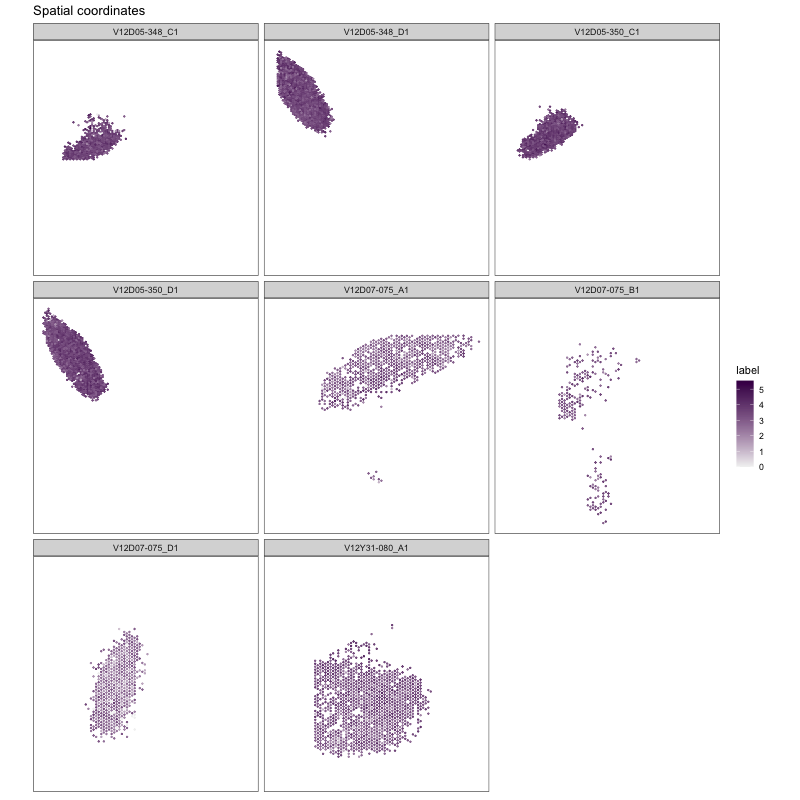 Spatial coordinates
V12D05-348_C1
V12D05-348_D1
V12D05-350_C1
V12D05-350_D1
V12D07-075_A1
V12D07-075_B1
label
5
4
3
2
1
0
V12D07-075_D1
V12Y31-080_A1